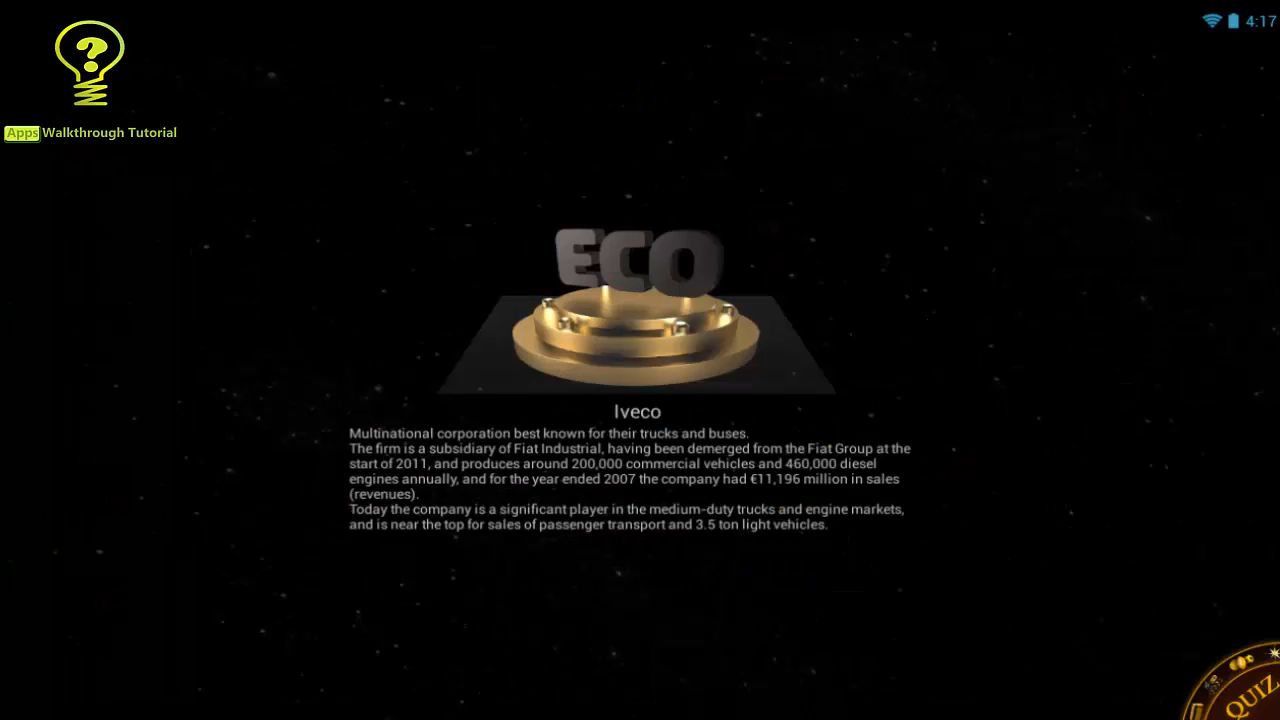 4:17
?
Apps Walkthrough Tutorial
ECO
Iveco
Multinational corporation best known for their trucks and buses.
The firm is a subsidiary of Fiat Industrial, having been demerged from the Fiat Group at the
start of 2011, and produces around 200,000 commercial vehicles and 460,000 diesel
engines annually, and for the year ended 2007 the company had €11,196 million in sales
(revenues).
Today the company is a significant player in the medium-duty trucks and engine markets,
and is near the top for sales of passenger transport and 3.5 ton light vehicles.
QUIZ